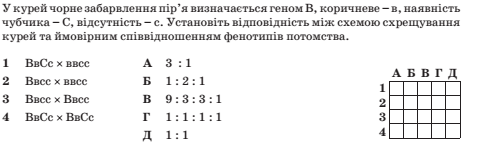 У курей чорне забарвлення пір’я визначається геном В, коричневе – в, наявність
чубчика – С, відсутність – с. Установіть відповідність між схемою схрещування
курей та ймовірним співвідношенням фенотипів потомства.
1 ВвСс × ввсс А 3 : 1
2 Ввсс × ввсс Б 1 : 2 : 1
3 Ввсс × Ввсс В 9 : 3 : 3 : 1
4 ВвСс × ВвСс Г 1 : 1 : 1 : 1
Д 1 : 1
А Б В Г Д
1
2
3
4